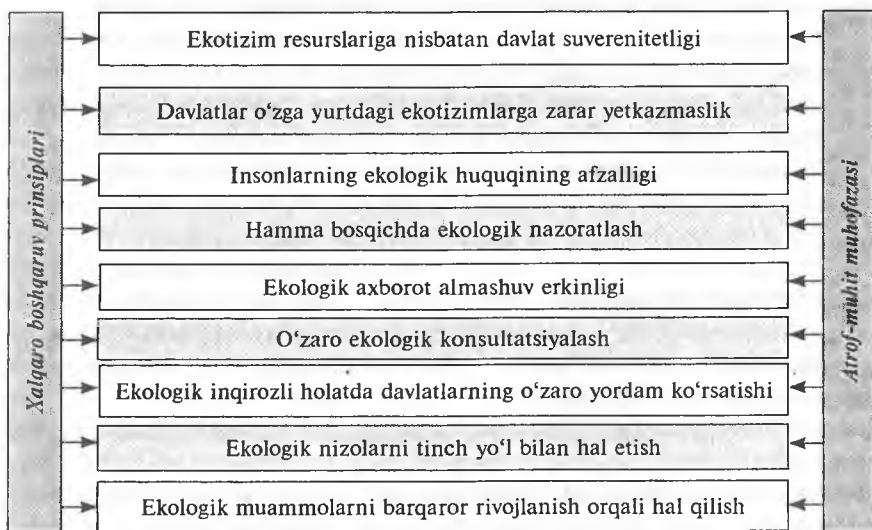 Xalqaro boshqaruv prinsiplari
Ekotizim resurslariga nisbatan davlat suverenitetligi
Davlatlar o'zga yurtdagi ekotizimlarga zarar yetkazmaslik
Insonlarning ekologik huquqining afzalligi
Hamma bosqichda ekologik nazoratlash
Ekologik axborot almashuv erkinligi
O'zaro ekologik konsultatsiyalash
Ekologik inqirozli holatda davlatlarning o‘zaro yordam ko‘rsatishi
Ekologik nizolarni tinch yo‘l bilan hal etish
Ekologik muammolarni barqaror rivojlanish orqali hal qilish
Atrof-muhit muhofazasi